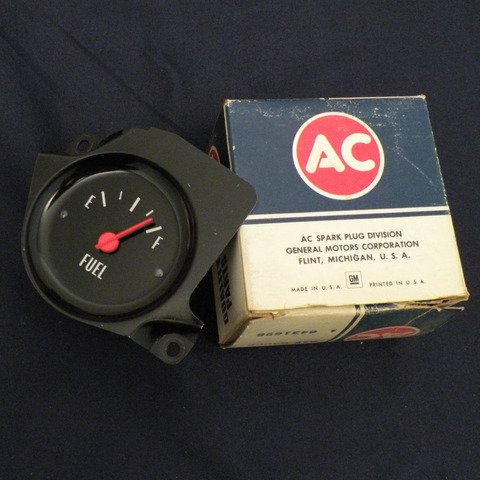 E
F
FUEL
AC
AC SPARK PLUG DIVISION
GENERAL MOTORS CORPORATION
FLINT, MICHIGAN, U. S. A.
GM
MADE IN U. S. A.
PRINTED IN U. S. A.